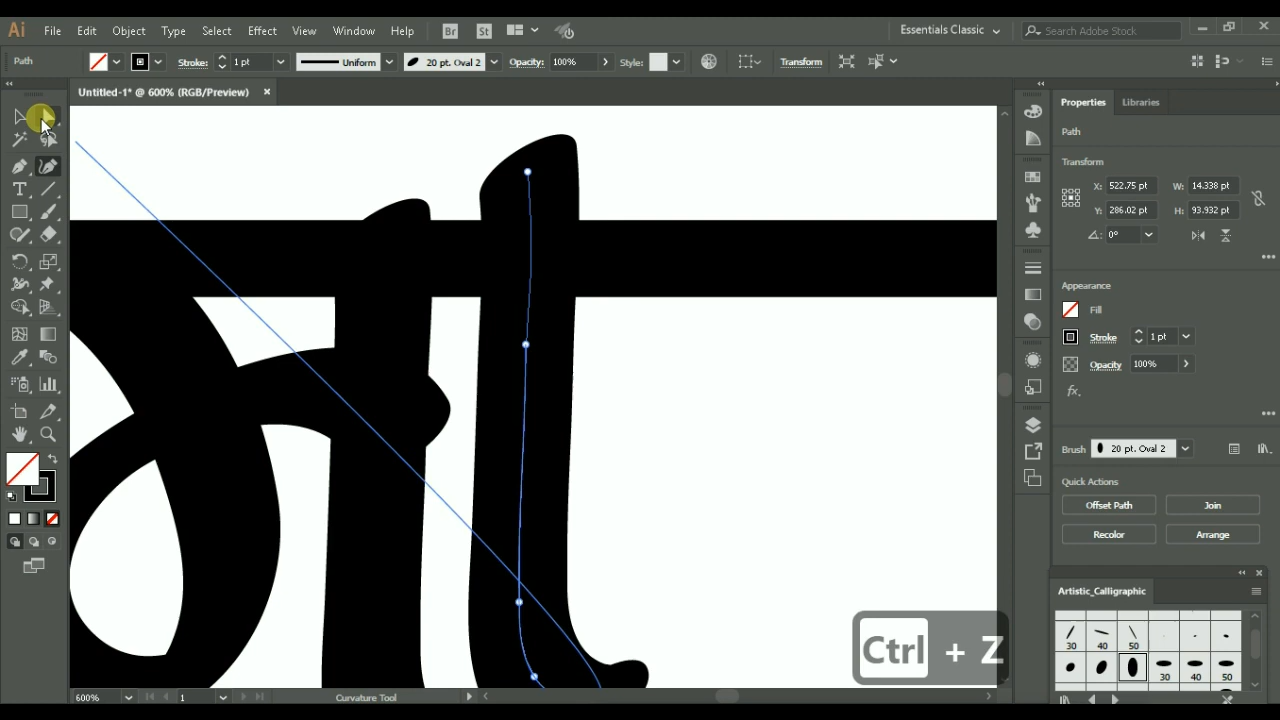 Ai File Edit Object Type Select Effect View Window Help Br St Essentials Classic Search Adobe Stock
Path Stroke: 1 pt Uniform 20 pt. Oval 2 Opacity: 100% Style: Transform
Untitled-1* @ 600% (RGB/Preview) ×
Properties Libraries
Path
Transform
X: 522.75 pt W: 14.338 pt
Y: 286.02 pt H: 93.932 pt
0°
Appearance
Fill
Stroke 1 pt
Opacity 100%
fx.
Brush 20 pt. Oval 2
Quick Actions
Offset Path Join
Recolor Arrange
Artistic_Calligraphic
30 40 50
30 40 50
Ctrl + Z
600% 1 Curvature Tool